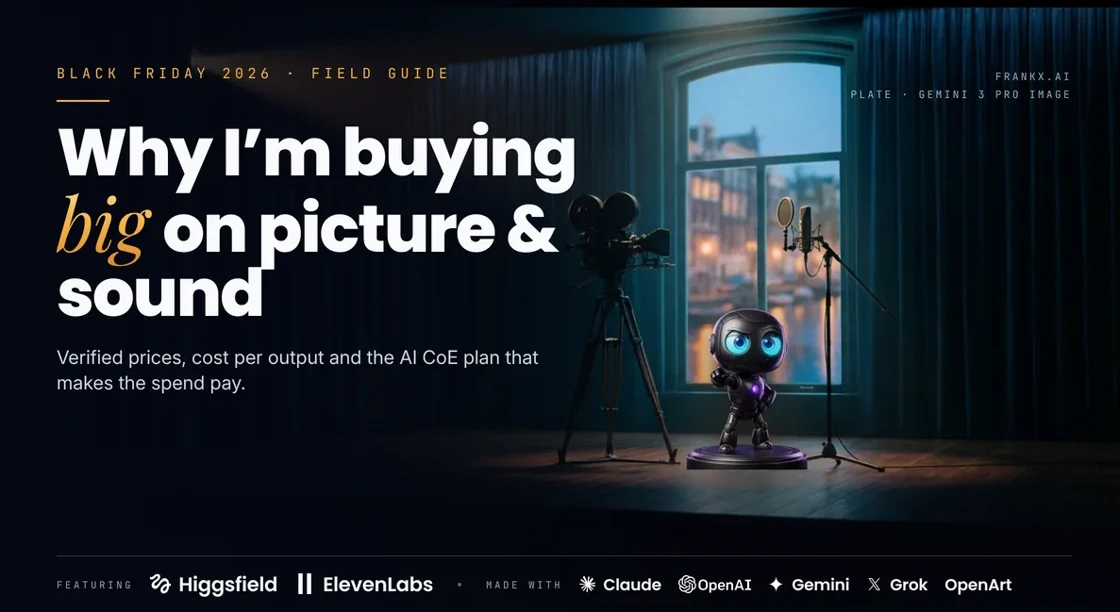 BLACK FRIDAY 2026 · FIELD GUIDE
FRANKX.AI
PLATE · GEMINI 3 PRO IMAGE
Why I’m buying
big on picture &
sound
Verified prices, cost per output and the AI CoE plan that
makes the spend pay.
FEATURING Higgsfield ElevenLabs • MADE WITH Claude OpenAI Gemini Grok OpenArt